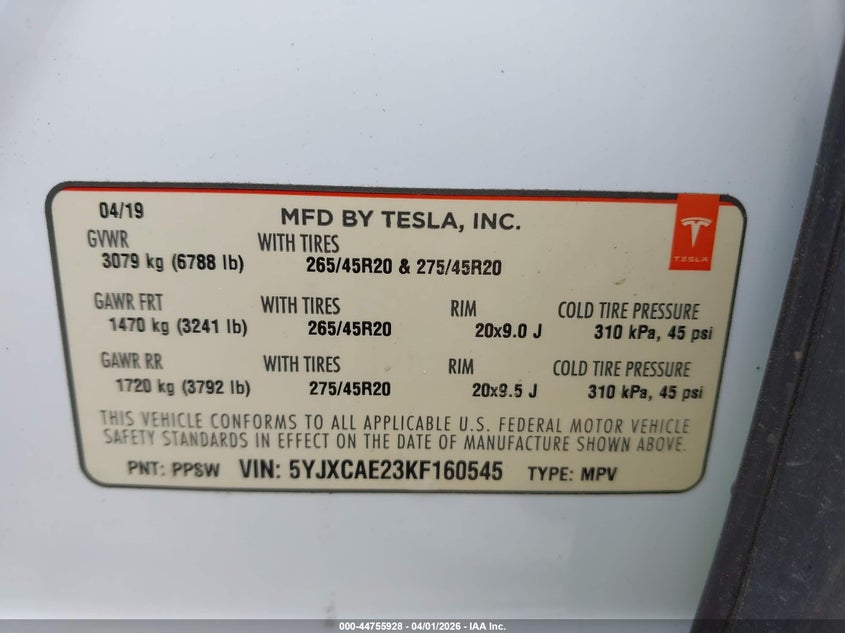 04/19
MFD BY TESLA, INC.
TESLA
GVWR WITH TIRES
3079 kg (6788 lb) 265/45R20 & 275/45R20
GAWR FRT WITH TIRES RIM COLD TIRE PRESSURE
1470 kg (3241 lb) 265/45R20 20x9.0 J 310 kPa, 45 psi
GAWR RR WITH TIRES RIM COLD TIRE PRESSURE
1720 kg (3792 lb) 275/45R20 20x9.5 J 310 kPa, 45 psi
THIS VEHICLE CONFORMS TO ALL APPLICABLE U.S. FEDERAL MOTOR VEHICLE
SAFETY STANDARDS IN EFFECT ON THE DATE OF MANUFACTURE SHOWN ABOVE.
PNT: PPSW VIN: 5YJXCAE23KF160545 TYPE: MPV
000-44755928 - 04/01/2026 - IAA Inc.